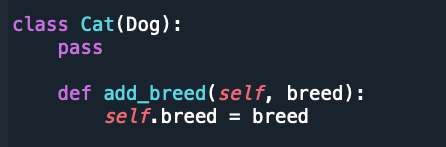 class Cat(Dog):
    pass

    def add_breed(self, breed):
        self.breed = breed